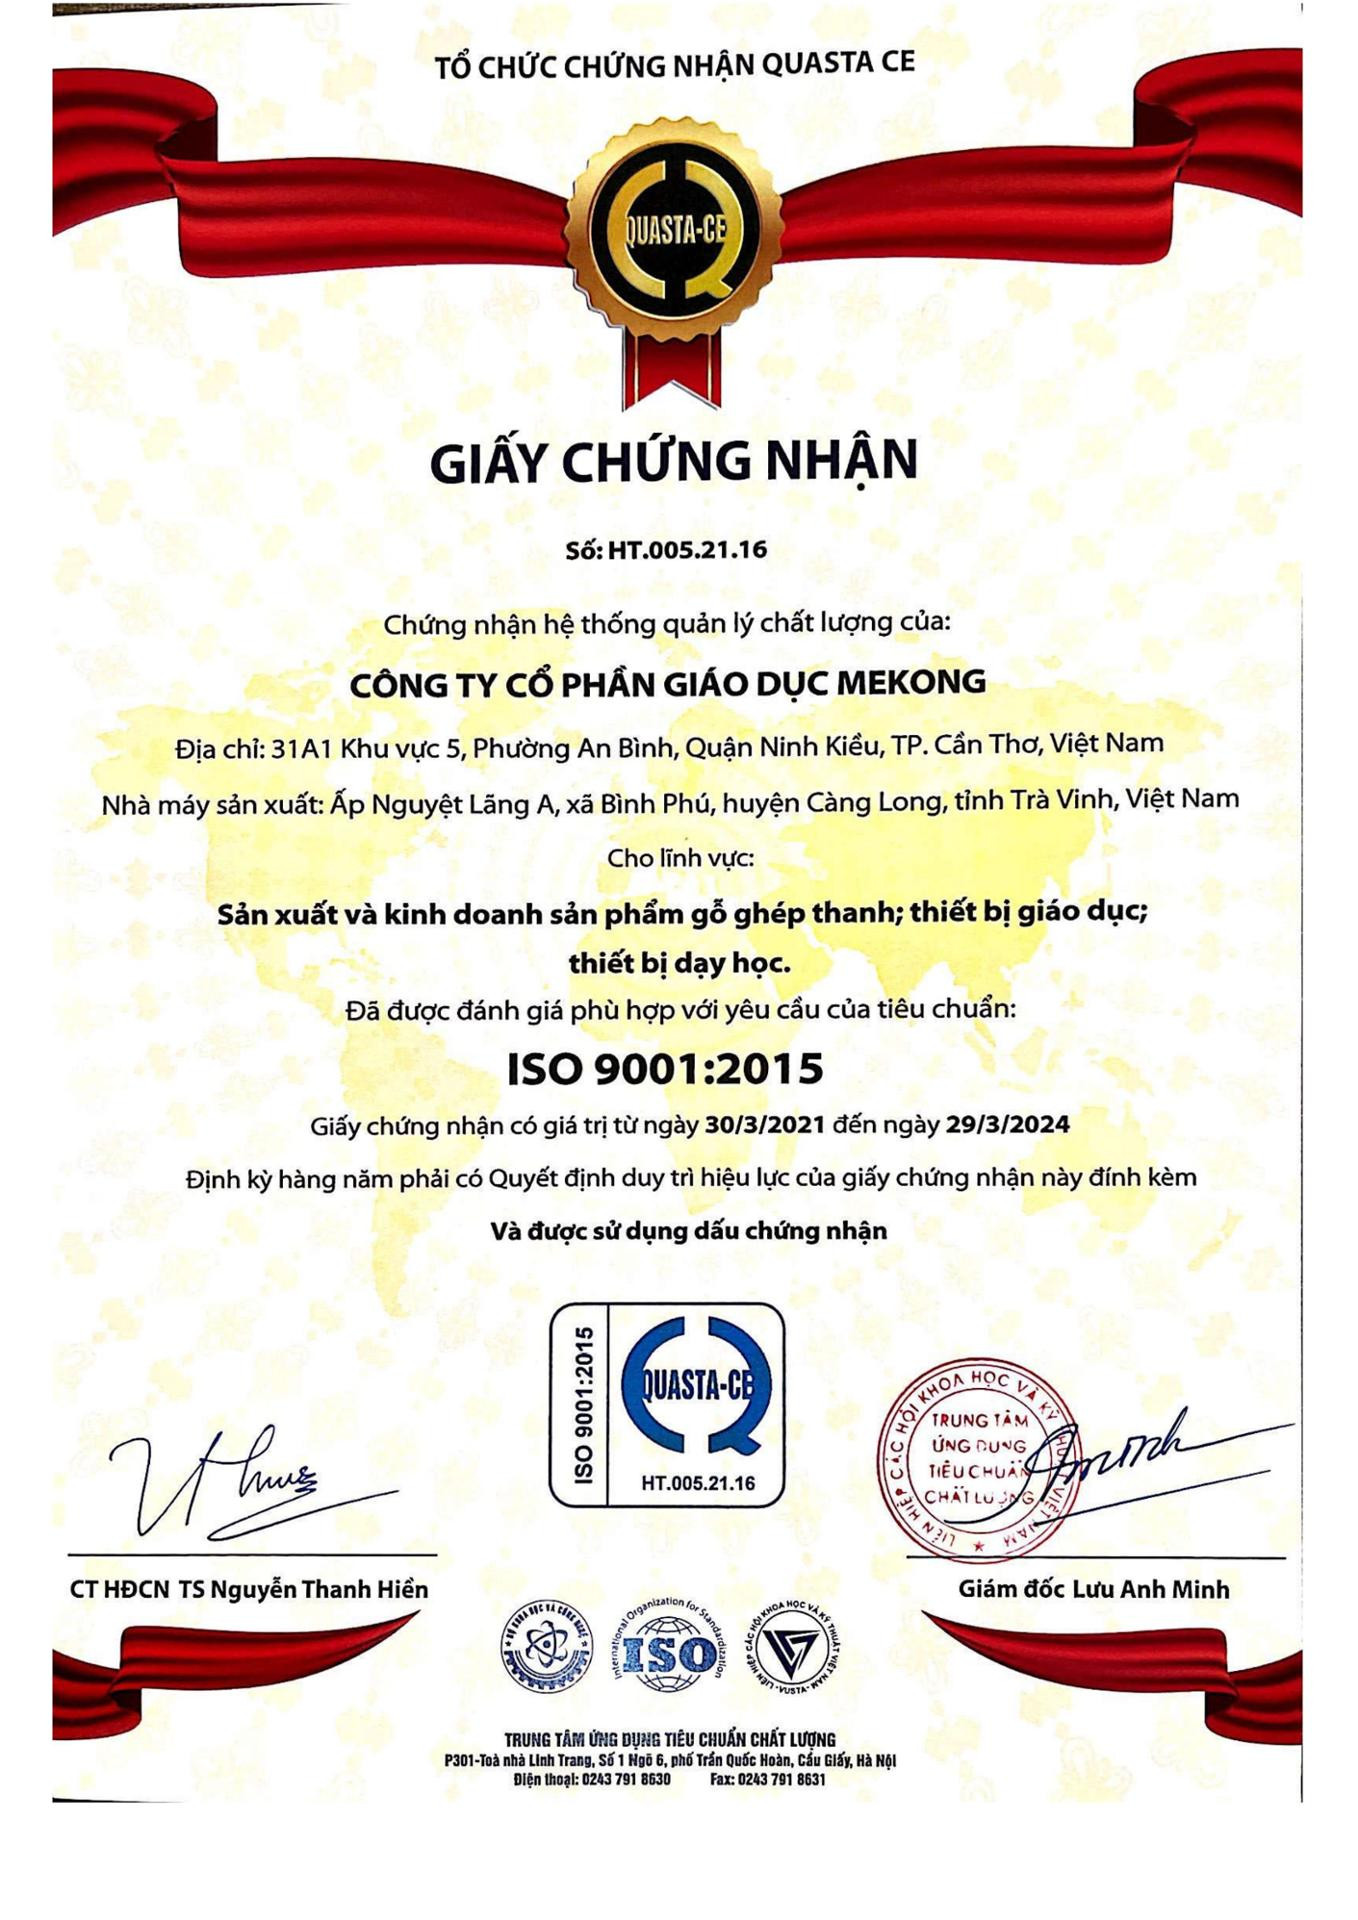 TỔ CHỨC CHỨNG NHẬN QUASTA CE
QUASTA-CE
GIẤY CHỨNG NHẬN
Số: HT.005.21.16
Chứng nhận hệ thống quản lý chất lượng của:
CÔNG TY CỔ PHẦN GIÁO DỤC MEKONG
Địa chỉ: 31A1 Khu vực 5, Phường An Bình, Quận Ninh Kiều, TP. Cần Thơ, Việt Nam
Nhà máy sản xuất: Ấp Nguyệt Lãng A, xã Bình Phú, huyện Càng Long, tỉnh Trà Vinh, Việt Nam
Cho lĩnh vực:
Sản xuất và kinh doanh sản phẩm gỗ ghép thanh; thiết bị giáo dục;
thiết bị dạy học.
Đã được đánh giá phù hợp với yêu cầu của tiêu chuẩn:
ISO 9001:2015
Giấy chứng nhận có giá trị từ ngày 30/3/2021 đến ngày 29/3/2024
Định kỳ hàng năm phải có Quyết định duy trì hiệu lực của giấy chứng nhận này đính kèm
Và được sử dụng dấu chứng nhận
ISO 9001:2015
QUASTA-CE
HT.005.21.16
LIÊN HIỆP CÁC HỘI KHOA HỌC VÀ KỸ THUẬT VIỆT NAM
TRUNG TÂM
ỨNG DỤNG
TIÊU CHUẨN
CHẤT LƯỢNG
CT HĐCN TS Nguyễn Thanh Hiền
Giám đốc Lưu Anh Minh
BỘ KHOA HỌC VÀ CÔNG NGHỆ
International Organization for Standardization
ISO
LIÊN HIỆP CÁC HỘI KHOA HỌC VÀ KỸ THUẬT VIỆT NAM
VUSTA
TRUNG TÂM ỨNG DỤNG TIÊU CHUẨN CHẤT LƯỢNG
P301-Toà nhà Linh Trang, Số 1 Ngõ 6, phố Trần Quốc Hoàn, Cầu Giấy, Hà Nội
Điện thoại: 0243 791 8630 Fax: 0243 791 8631